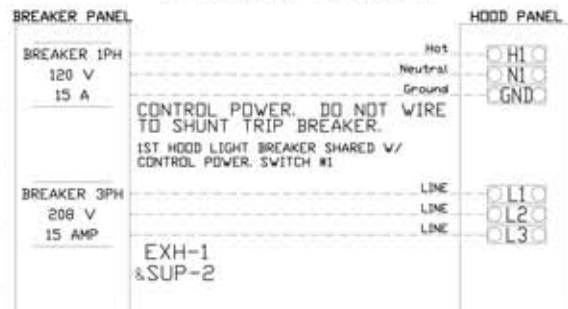 BREAKER PANEL
HOOD PANEL
BREAKER 1PH
120 V
15 A
Hot
Neutral
Ground
H1
N1
GND
CONTROL POWER. DO NOT WIRE
TO SHUNT TRIP BREAKER.
1ST HOOD LIGHT BREAKER SHARED W/
CONTROL POWER. SWITCH #1
BREAKER 3PH
208 V
15 AMP
LINE
LINE
LINE
L1
L2
L3
EXH-1
&SUP-2